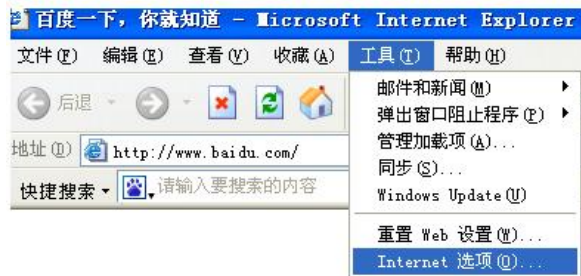 百度一下，你就知道 - Microsoft Internet Explorer
文件(F) 编辑(E) 查看(V) 收藏(A) 工具(T) 帮助(H)
后退
邮件和新闻(M)
弹出窗口阻止程序(P)
地址(D) http://www.baidu.com/
管理加载项(A)...
同步(S)...
快捷搜索 请输入要搜索的内容
Windows Update(U)
重置 Web 设置(W)...
Internet 选项(O)...